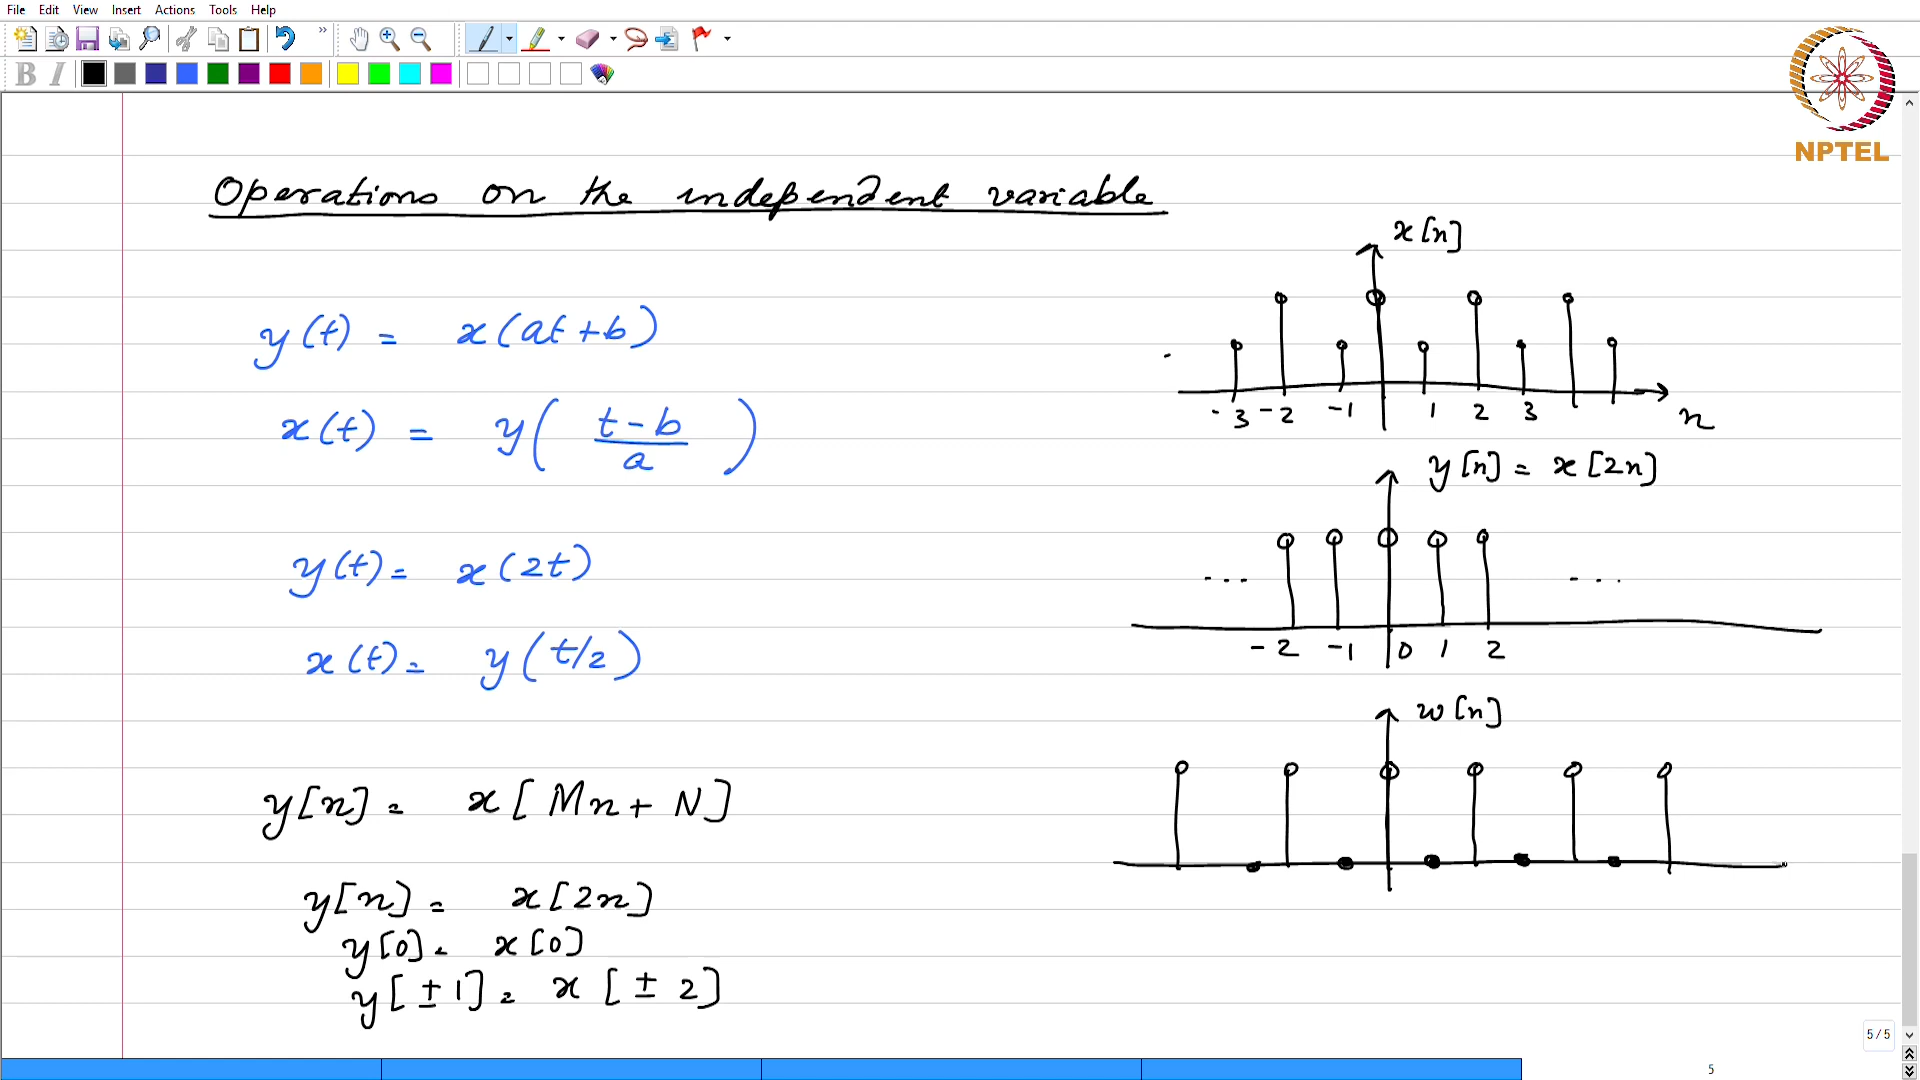 File Edit View Insert Actions Tools Help
B I
NPTEL
Operations on the independent variable
y(t) = x(at+b)
x(t) = y( (t-b)/a )
y(t) = x(2t)
x(t) = y(t/2)
y[n] = x[Mn + N]
y[n] = x[2n]
y[0] = x[0]
y[±1] = x[±2]
x[n]
-3 -2 -1 1 2 3 n
y[n] = x[2n]
... ...
-2 -1 0 1 2
w[n]
5 / 5
5